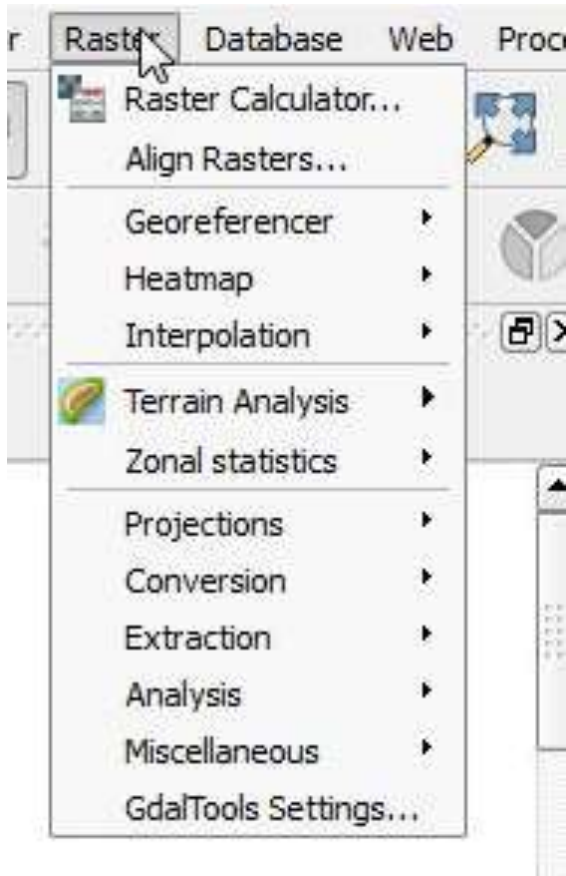 r Raster Database Web Proc
Raster Calculator...
Align Rasters...
Georeferencer
Heatmap
Interpolation
Terrain Analysis
Zonal statistics
Projections
Conversion
Extraction
Analysis
Miscellaneous
GdalTools Settings...